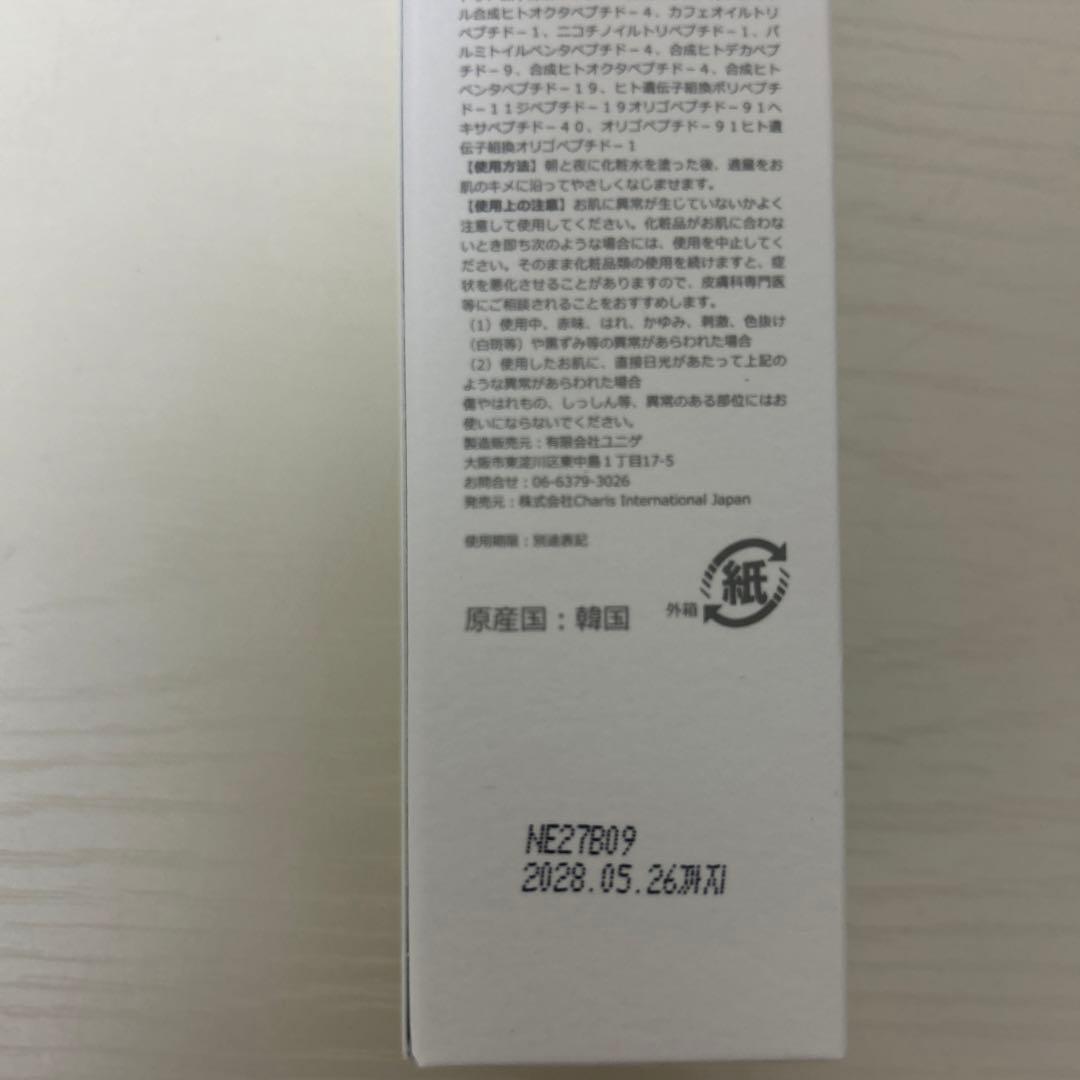 ル合成ヒトオクタペプチド－4、カフェオイルトリ
ペプチド－1、ニコチノイルトリペプチド－1、パ
ルミトイルペンタペプチド－4、合成ヒトデカペプ
チド－9、合成ヒトオクタペプチド－4、合成ヒト
ペンタペプチド－19、ヒト遺伝子組換ポリペプチ
ド－11ジペプチド－19オリゴペプチド－91ヘ
キサペプチド－40、オリゴペプチド－91ヒト遺
伝子組換オリゴペプチド－1
【使用方法】朝と夜に化粧水を塗った後、適量をお
肌のキメに沿ってやさしくなじませます。
【使用上の注意】お肌に異常が生じていないかよく
注意して使用してください。化粧品がお肌に合わな
いとき即ち次のような場合には、使用を中止してく
ださい。そのまま化粧品類の使用を続けますと、症
状を悪化させることがありますので、皮膚科専門医
等にご相談されることをおすすめします。
（1）使用中、赤味、はれ、かゆみ、刺激、色抜け
（白斑等）や黒ずみ等の異常があらわれた場合
（2）使用したお肌に、直接日光があたって上記の
ような異常があらわれた場合
傷やはれもの、しっしん等、異常のある部位にはお
使いにならないでください。
製造販売元：有限会社ユニゲ
大阪市東淀川区東中島１丁目17-5
お問合せ：06-6379-3026
発売元：株式会社Charis International Japan
使用期限：別途表記
原産国：韓国
外箱
紙
NE27B09
2028.05.26까지